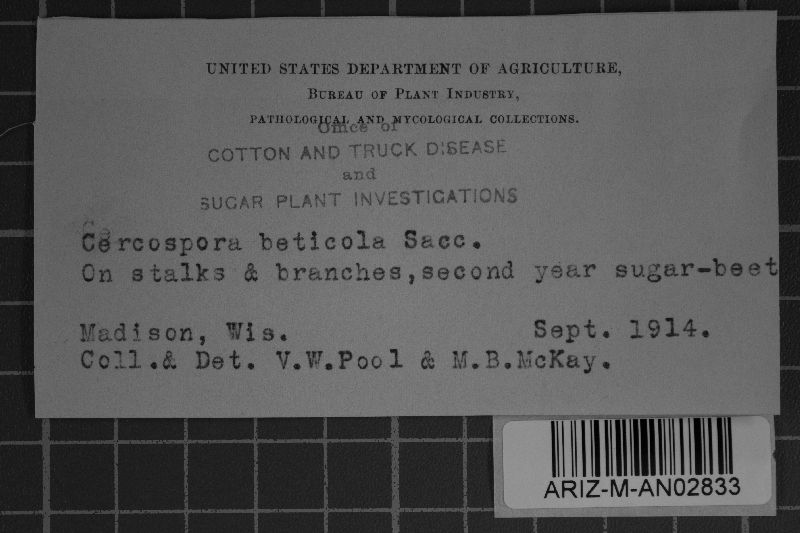 UNITED STATES DEPARTMENT OF AGRICULTURE,
BUREAU OF PLANT INDUSTRY,
PATHOLOGICAL AND MYCOLOGICAL COLLECTIONS.
Office of
COTTON AND TRUCK DISEASE
and
SUGAR PLANT INVESTIGATIONS
Cercospora beticola Sacc.
On stalks & branches,second year sugar-beet
Madison, Wis. Sept. 1914.
Coll.& Det. V.W.Pool & M.B.McKay.
ARIZ-M-AN02833